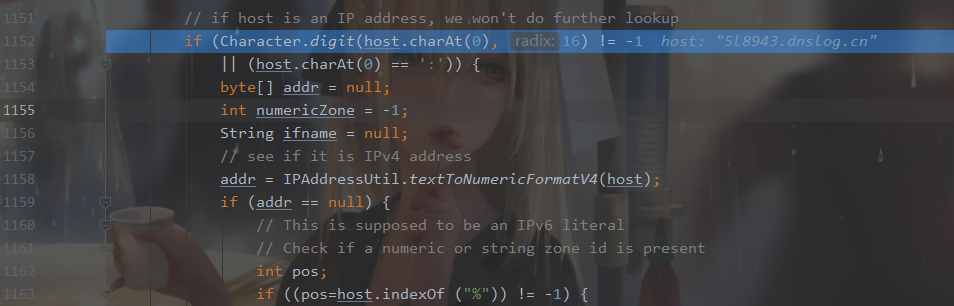 1151 // if host is an IP address, we won't do further lookup
1152 if (Character.digit(host.charAt(0), radix: 16) != -1 host: "5l8943.dnslog.cn"
1153 || (host.charAt(0) == ':')) {
1154 byte[] addr = null;
1155 int numericZone = -1;
1156 String ifname = null;
1157 // see if it is IPv4 address
1158 addr = IPAddressUtil.textToNumericFormatV4(host);
1159 if (addr == null) {
1160 // This is supposed to be an IPv6 literal
1161 // Check if a numeric or string zone id is present
1162 int pos;
1163 if ((pos=host.indexOf ("%")) != -1) {